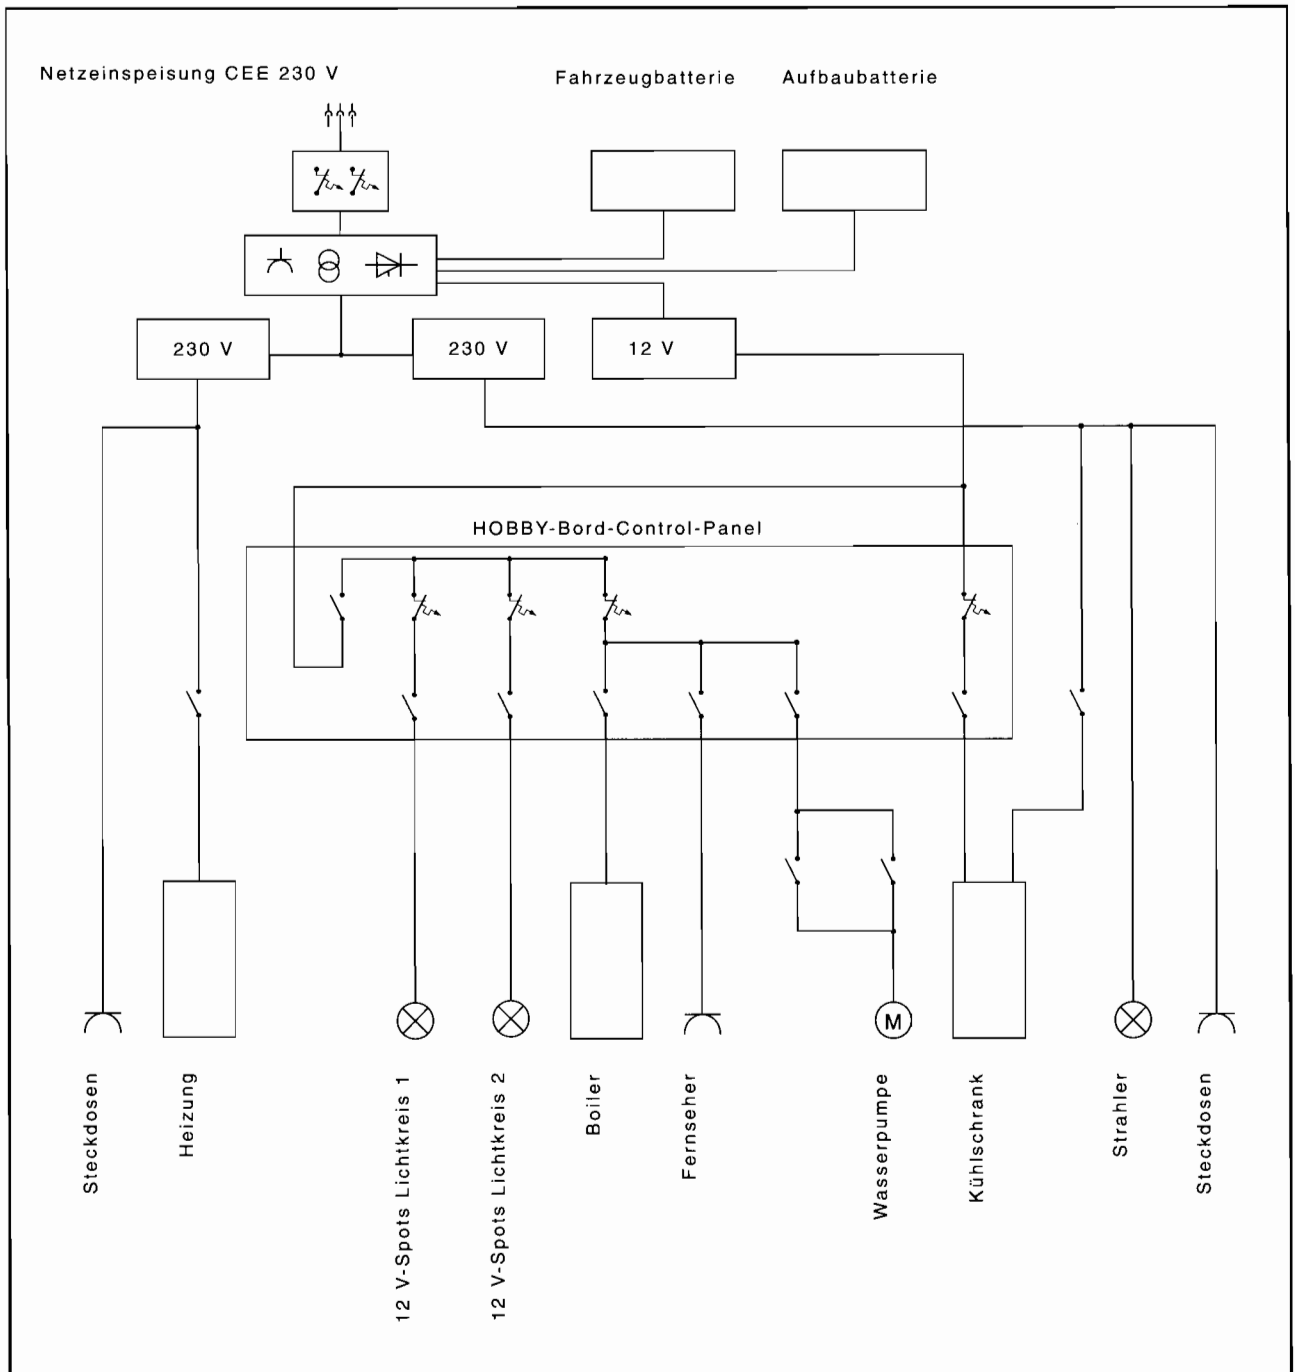 Netzeinspeisung CEE 230 V
Fahrzeugbatterie
Aufbaubatterie
230 V
230 V
12 V
HOBBY-Bord-Control-Panel
M
Steckdosen
Heizung
12 V-Spots Lichtkreis 1
12 V-Spots Lichtkreis 2
Boiler
Fernseher
Wasserpumpe
Kühlschrank
Strahler
Steckdosen